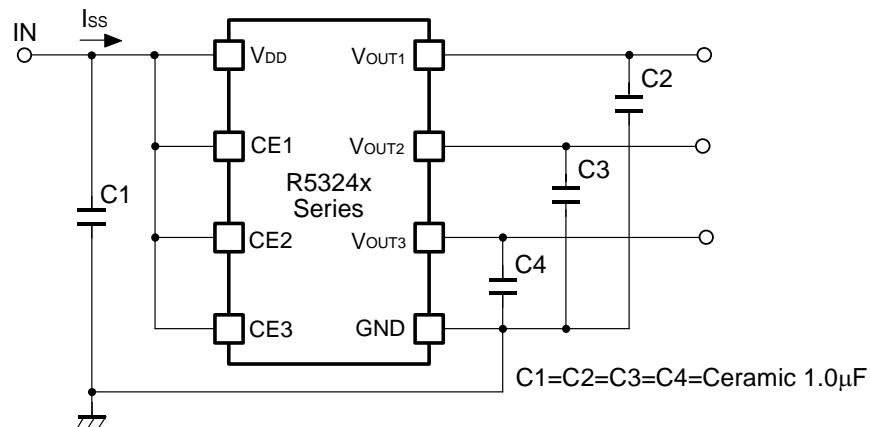 IN
ISS
VDD
VOUT1
C2
CE1
VOUT2
C3
R5324x
Series
C1
CE2
VOUT3
C4
CE3
GND
C1=C2=C3=C4=Ceramic 1.0μF